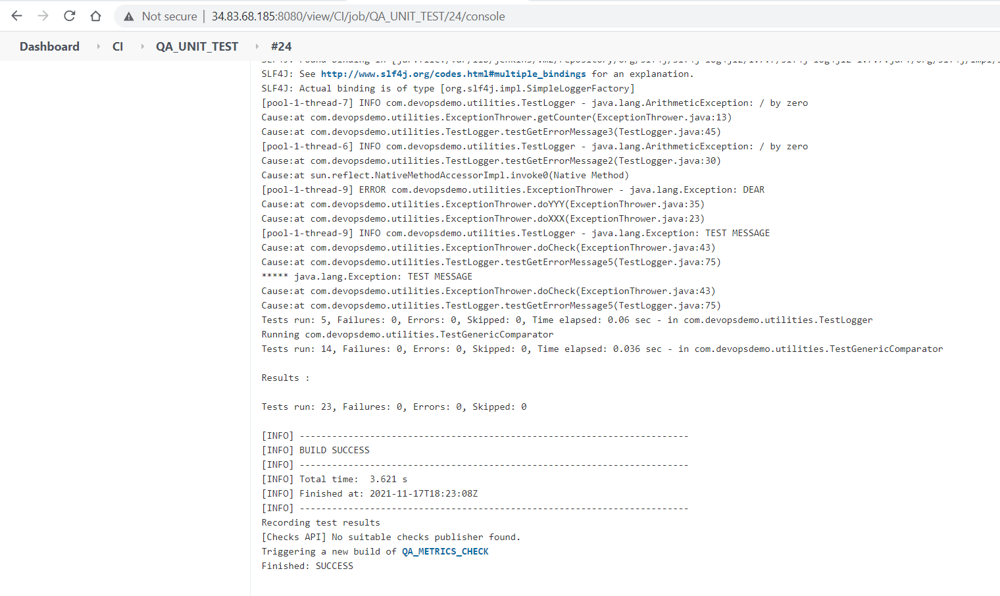 Not secure | 34.83.68.185:8080/view/CI/job/QA_UNIT_TEST/24/console
Dashboard CI QA_UNIT_TEST #24
SLF4J: See http://www.slf4j.org/codes.html#multiple_bindings for an explanation.
SLF4J: Actual binding is of type [org.slf4j.impl.SimpleLoggerFactory]
[pool-1-thread-7] INFO com.devopsdemo.utilities.TestLogger - java.lang.ArithmeticException: / by zero
Cause:at com.devopsdemo.utilities.ExceptionThrower.getCounter(ExceptionThrower.java:13)
Cause:at com.devopsdemo.utilities.TestLogger.testGetErrorMessage3(TestLogger.java:45)
[pool-1-thread-6] INFO com.devopsdemo.utilities.TestLogger - java.lang.ArithmeticException: / by zero
Cause:at com.devopsdemo.utilities.TestLogger.testGetErrorMessage2(TestLogger.java:30)
Cause:at sun.reflect.NativeMethodAccessorImpl.invoke0(Native Method)
[pool-1-thread-9] ERROR com.devopsdemo.utilities.ExceptionThrower - java.lang.Exception: DEAR
Cause:at com.devopsdemo.utilities.ExceptionThrower.doYYY(ExceptionThrower.java:35)
Cause:at com.devopsdemo.utilities.ExceptionThrower.doXXX(ExceptionThrower.java:23)
[pool-1-thread-9] INFO com.devopsdemo.utilities.TestLogger - java.lang.Exception: TEST MESSAGE
Cause:at com.devopsdemo.utilities.ExceptionThrower.doCheck(ExceptionThrower.java:43)
Cause:at com.devopsdemo.utilities.TestLogger.testGetErrorMessage5(TestLogger.java:75)
***** java.lang.Exception: TEST MESSAGE
Cause:at com.devopsdemo.utilities.ExceptionThrower.doCheck(ExceptionThrower.java:43)
Cause:at com.devopsdemo.utilities.TestLogger.testGetErrorMessage5(TestLogger.java:75)
Tests run: 5, Failures: 0, Errors: 0, Skipped: 0, Time elapsed: 0.06 sec - in com.devopsdemo.utilities.TestLogger
Running com.devopsdemo.utilities.TestGenericComparator
Tests run: 14, Failures: 0, Errors: 0, Skipped: 0, Time elapsed: 0.036 sec - in com.devopsdemo.utilities.TestGenericComparator
Results :
Tests run: 23, Failures: 0, Errors: 0, Skipped: 0
[INFO] ------------------------------------------------------------------------
[INFO] BUILD SUCCESS
[INFO] ------------------------------------------------------------------------
[INFO] Total time:  3.621 s
[INFO] Finished at: 2021-11-17T18:23:08Z
[INFO] ------------------------------------------------------------------------
Recording test results
[Checks API] No suitable checks publisher found.
Triggering a new build of QA_METRICS_CHECK
Finished: SUCCESS